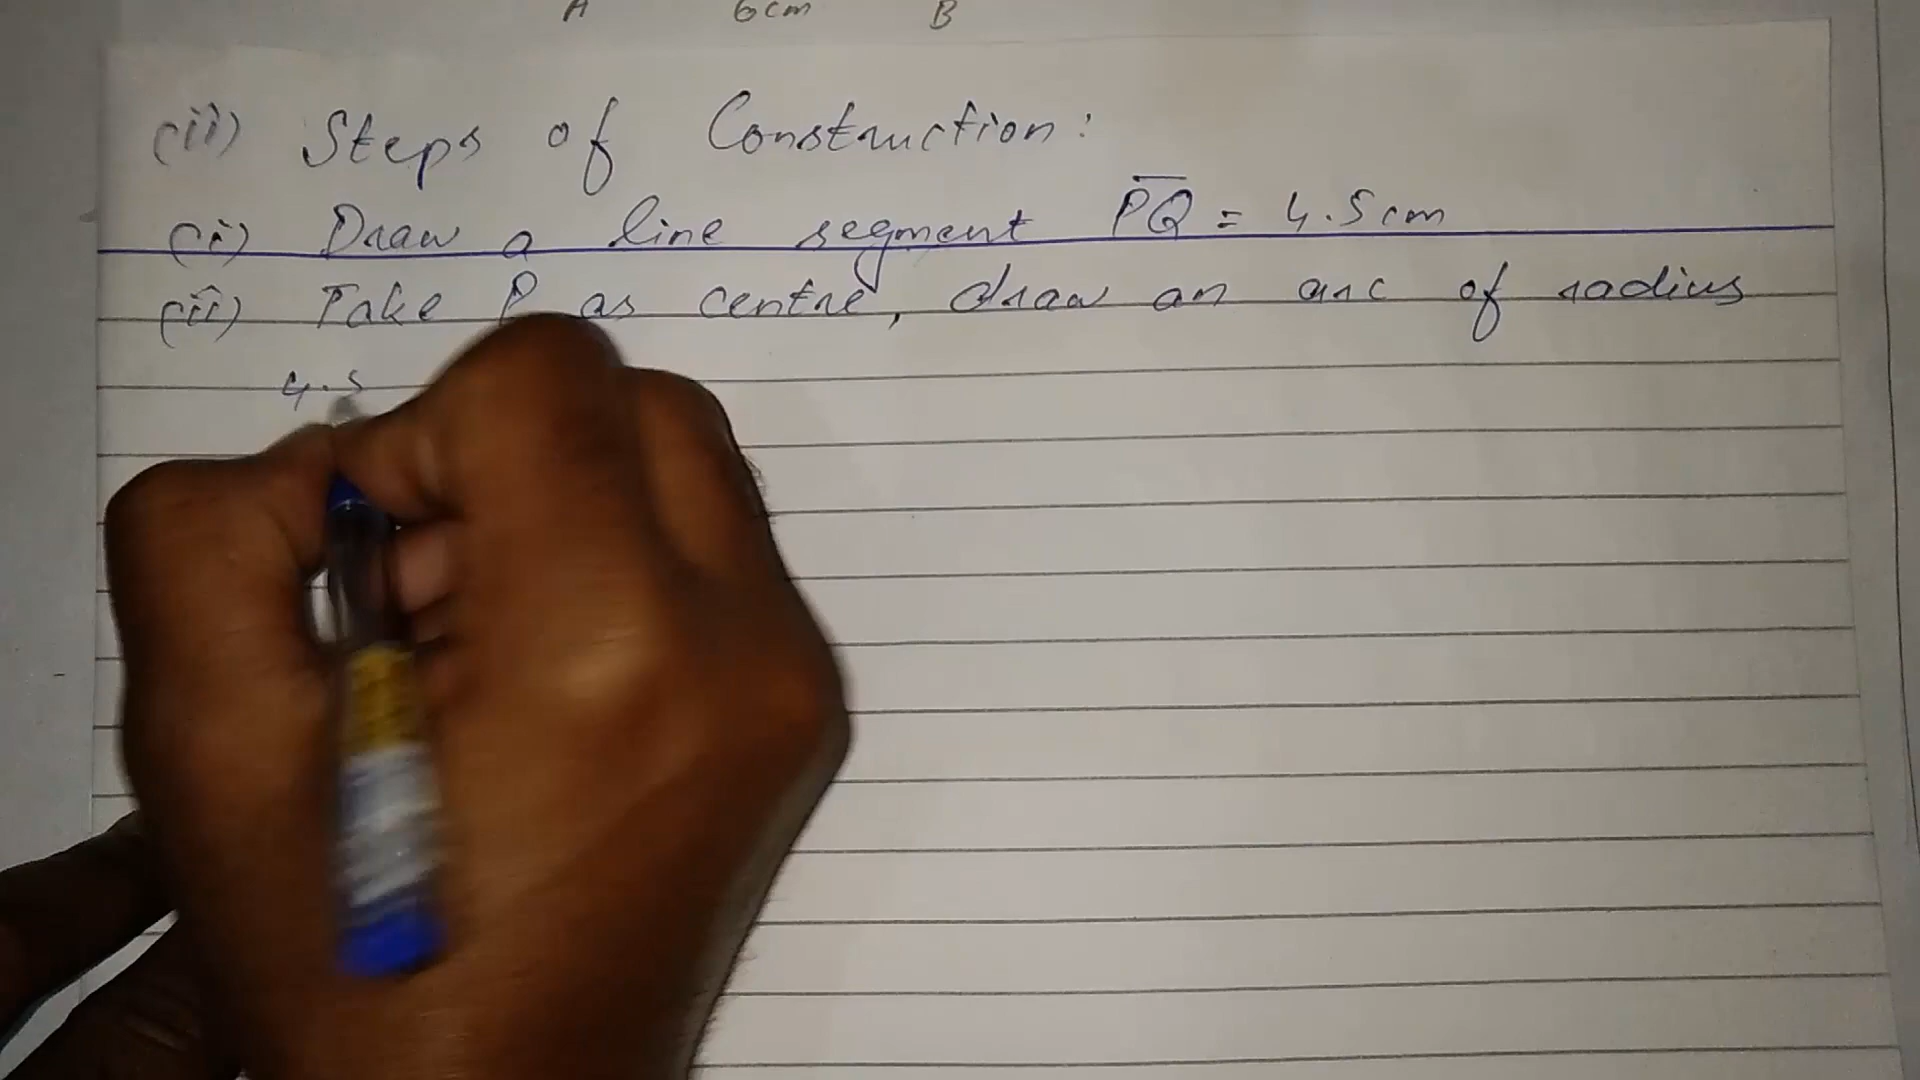 A 6cm B
(ii) Steps of Construction:
(i) Draw a line segment PQ = 4.5cm
(ii) Take P as centre, draw an arc of radius
4.5